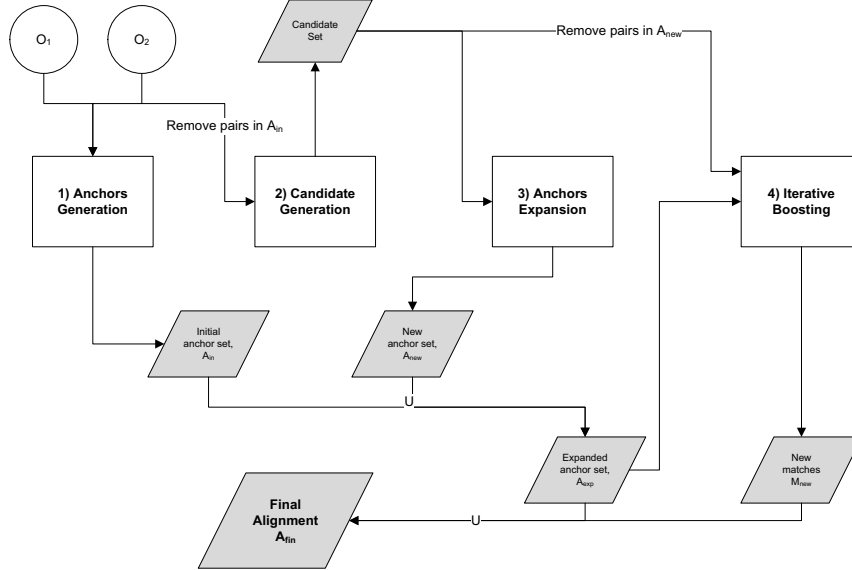 O1
O2
Candidate
Set
Remove pairs in Anew
Remove pairs in Ain
1) Anchors
Generation
2) Candidate
Generation
3) Anchors
Expansion
4) Iterative
Boosting
Initial
anchor set,
Ain
New
anchor set,
Anew
U
Expanded
anchor set,
Aexp
New
matches
Mnew
Final
Alignment
Afin
U